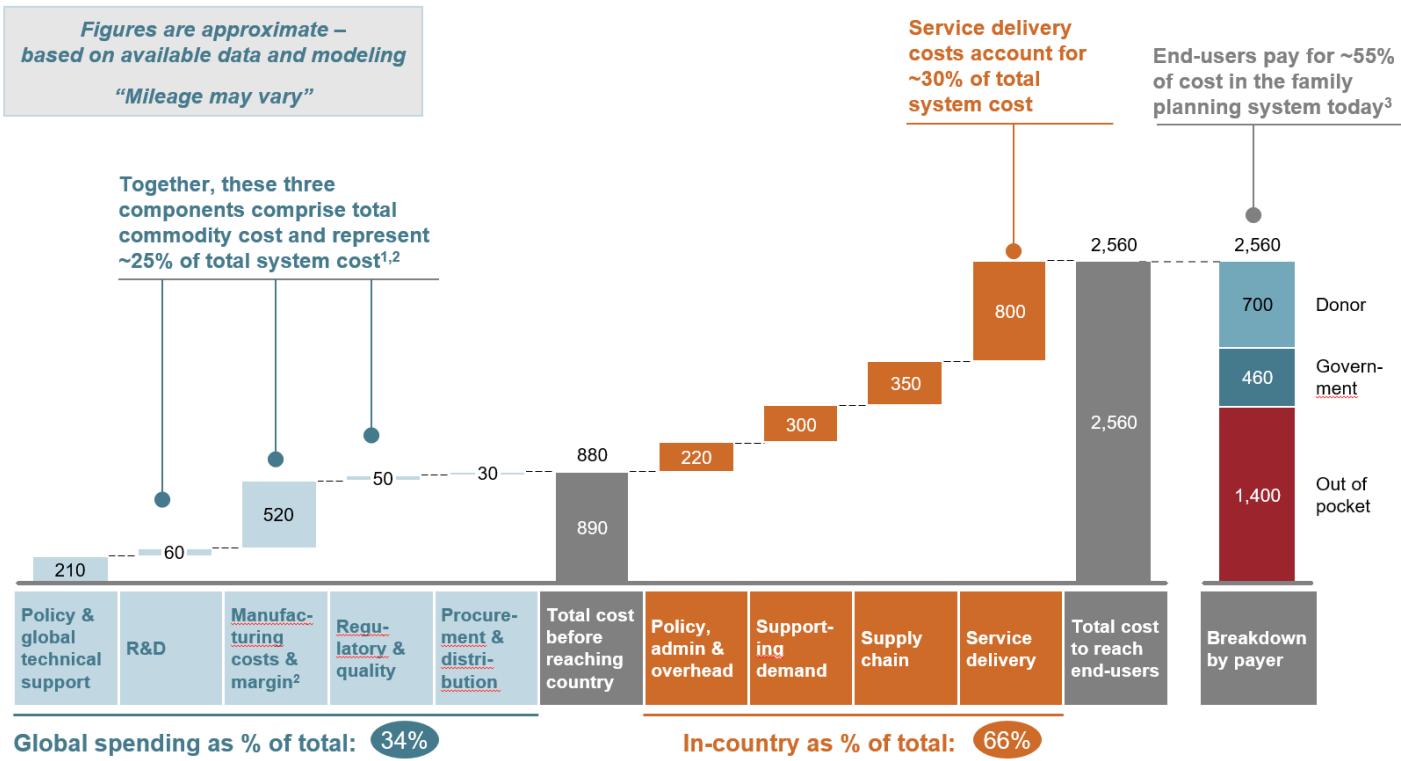 Figures are approximate –
based on available data and modeling
“Mileage may vary”
Service delivery
costs account for
~30% of total
system cost
End-users pay for ~55%
of cost in the family
planning system today³
Together, these three
components comprise total
commodity cost and represent
~25% of total system cost¹,²
210
60
520
50
30
880
890
220
300
350
800
2,560
2,560
2,560
700
460
1,400
Donor
Govern-
ment
Out of
pocket
Policy &
global
technical
support
R&D
Manufac-
turing
costs &
margin²
Regu-
latory &
quality
Procure-
ment &
distri-
bution
Total cost
before
reaching
country
Policy,
admin &
overhead
Support-
ing
demand
Supply
chain
Service
delivery
Total cost
to reach
end-users
Breakdown
by payer
Global spending as % of total: 34%
In-country as % of total: 66%